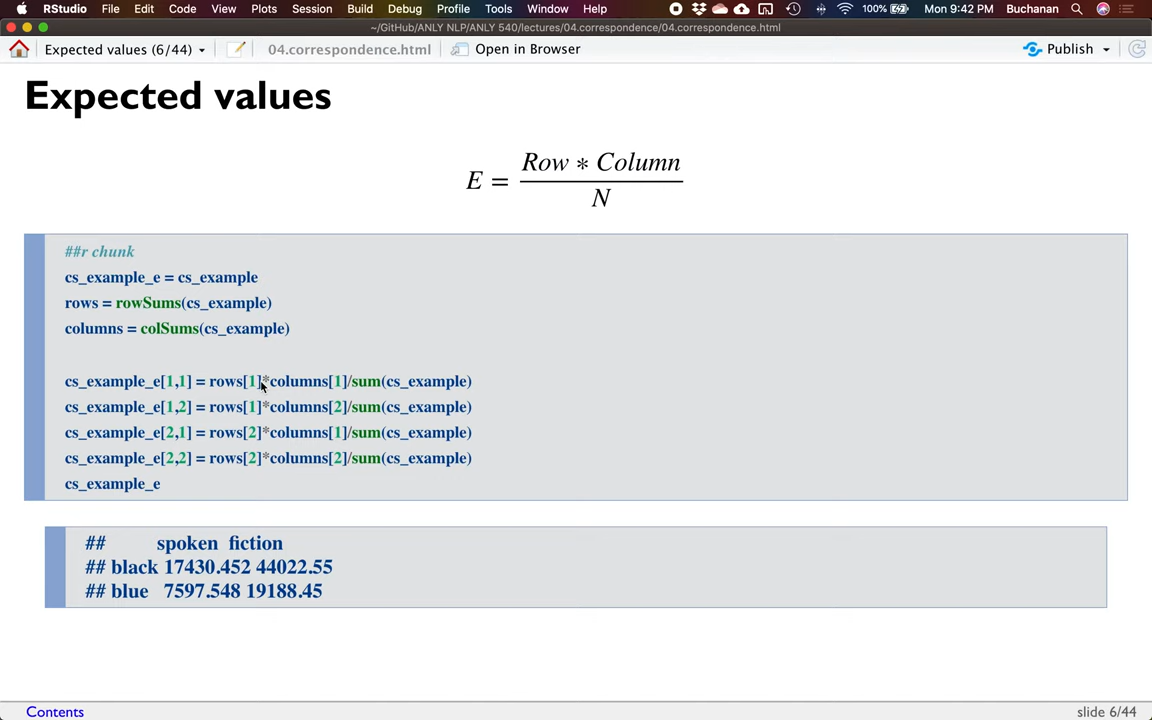 RStudio File Edit Code View Plots Session Build Debug Profile Tools Window Help 100% Mon 9:42 PM Buchanan
~/GitHub/ANLY NLP/ANLY 540/lectures/04.correspondence/04.correspondence.html
Expected values (6/44) 04.correspondence.html Open in Browser Publish
Expected values
E = Row * Column / N
##r chunk
cs_example_e = cs_example
rows = rowSums(cs_example)
columns = colSums(cs_example)
cs_example_e[1,1] = rows[1]*columns[1]/sum(cs_example)
cs_example_e[1,2] = rows[1]*columns[2]/sum(cs_example)
cs_example_e[2,1] = rows[2]*columns[1]/sum(cs_example)
cs_example_e[2,2] = rows[2]*columns[2]/sum(cs_example)
cs_example_e
## spoken fiction
## black 17430.452 44022.55
## blue 7597.548 19188.45
Contents slide 6/44